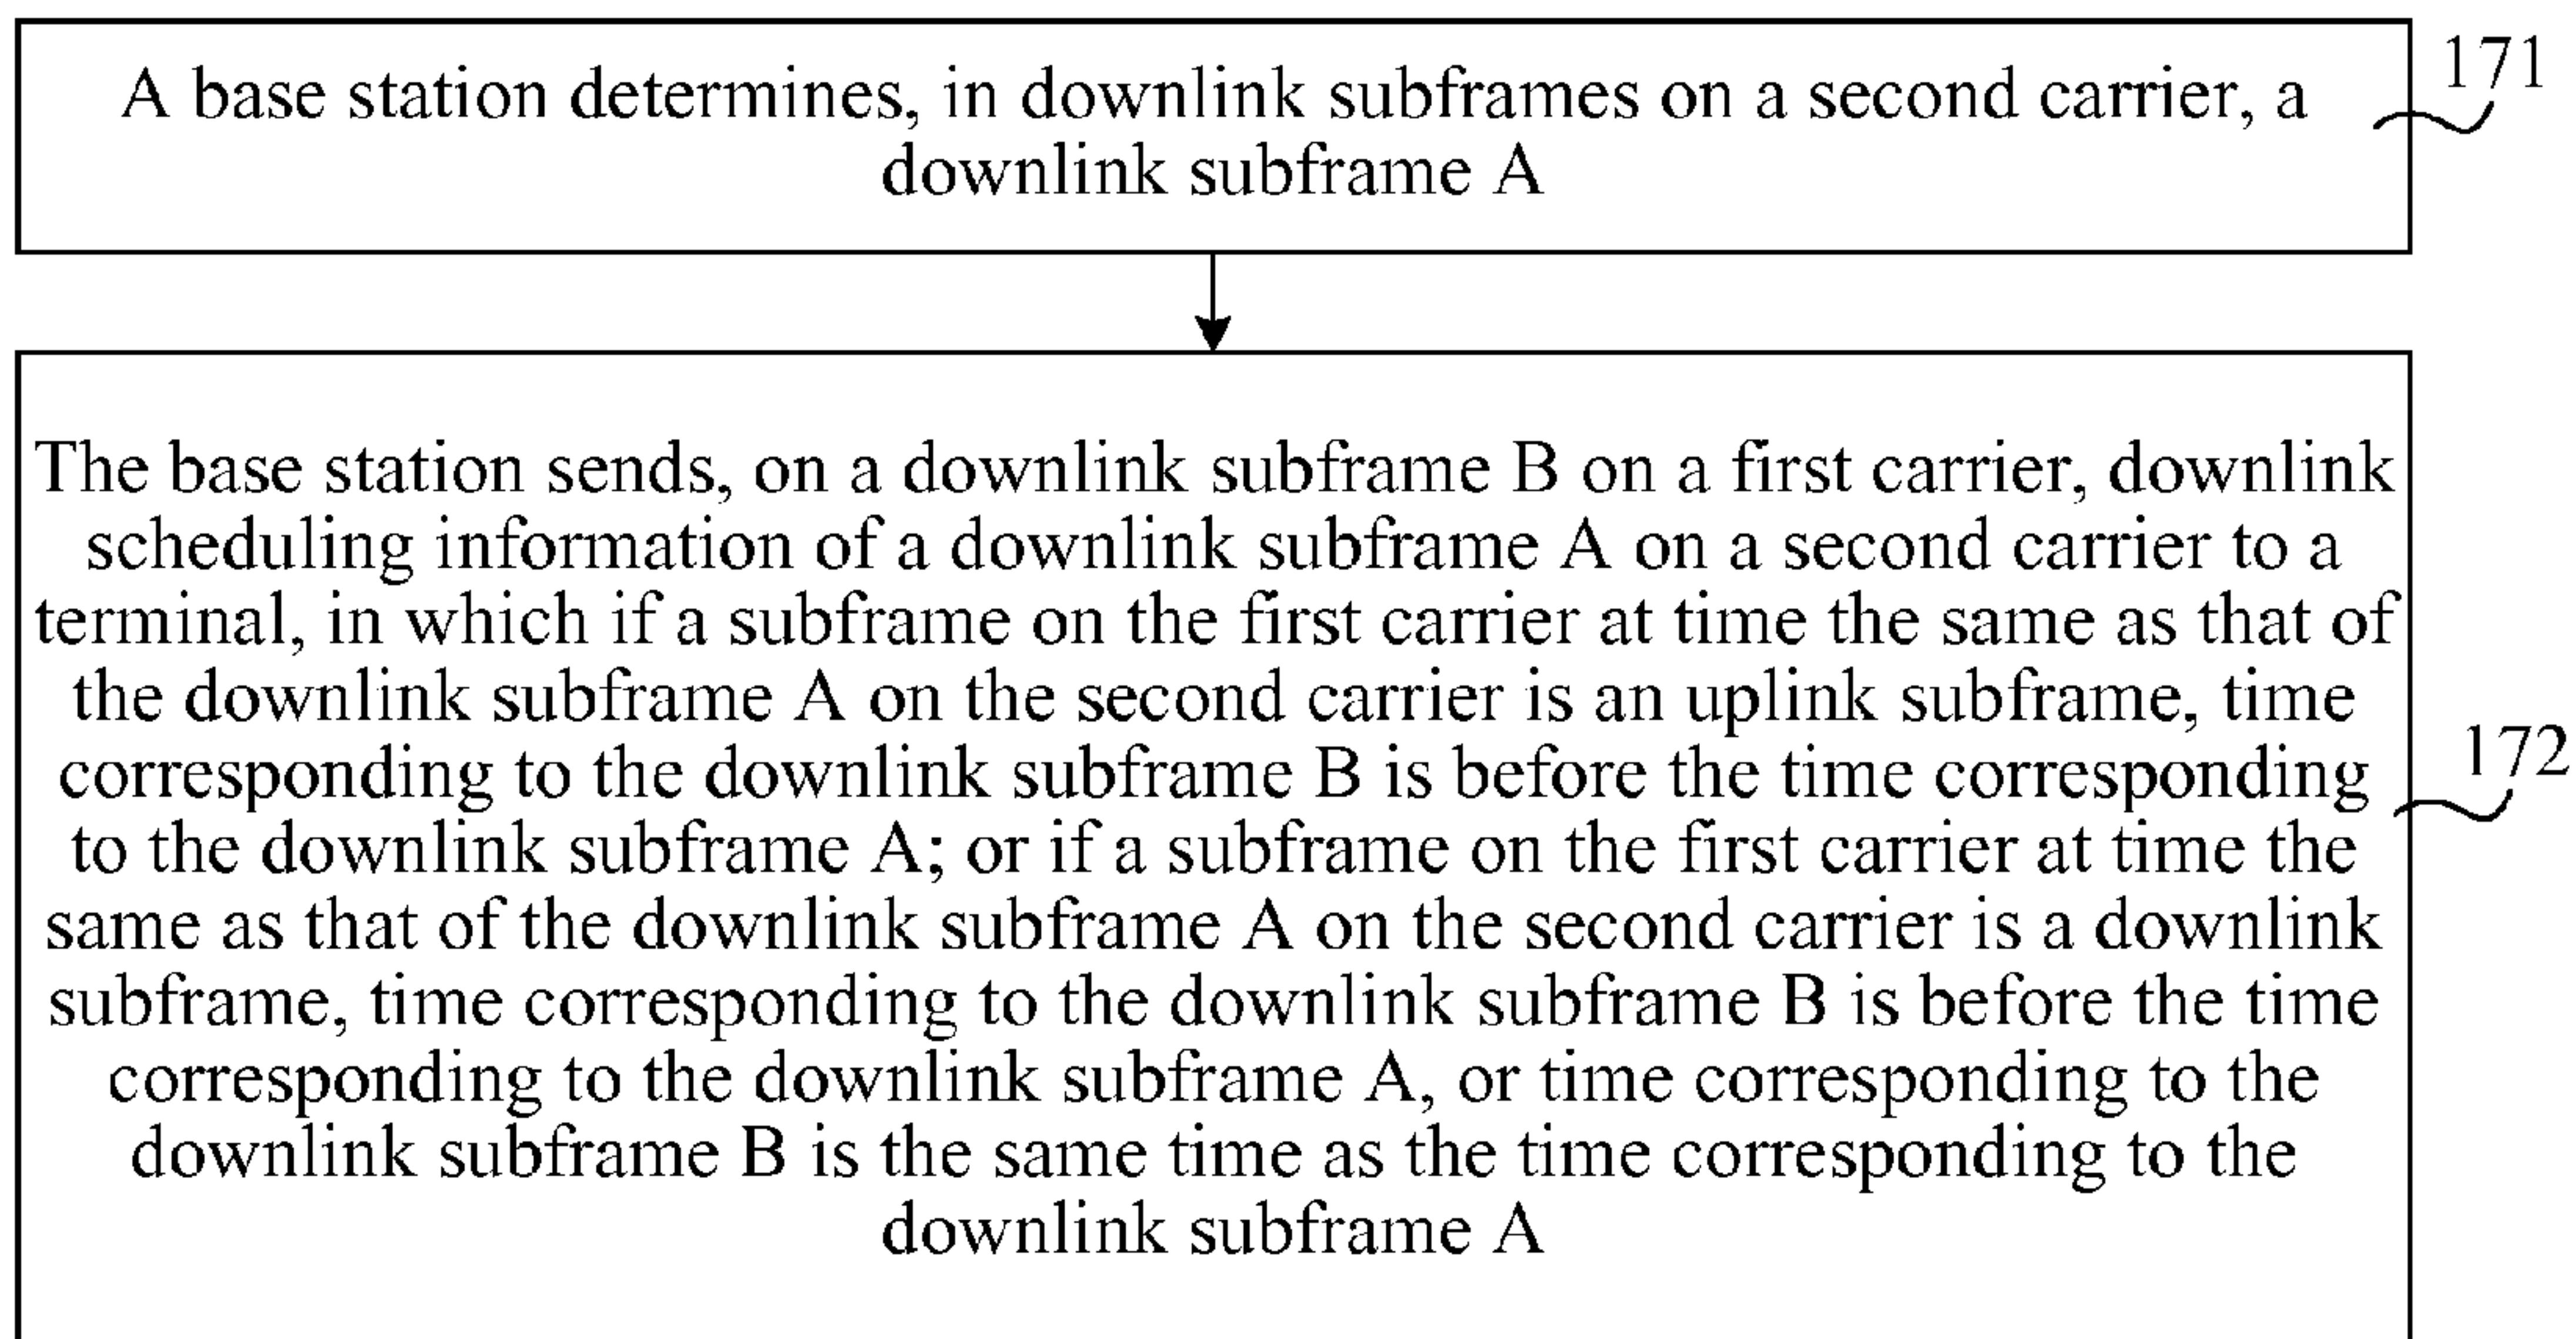 A base station determines, in downlink subframes on a second carrier, a
downlink subframe A
171
The base station sends, on a downlink subframe B on a first carrier, downlink
scheduling information of a downlink subframe A on a second carrier to a
terminal, in which if a subframe on the first carrier at time the same as that of
the downlink subframe A on the second carrier is an uplink subframe, time
corresponding to the downlink subframe B is before the time corresponding
to the downlink subframe A; or if a subframe on the first carrier at time the
same as that of the downlink subframe A on the second carrier is a downlink
subframe, time corresponding to the downlink subframe B is before the time
corresponding to the downlink subframe A, or time corresponding to the
downlink subframe B is the same time as the time corresponding to the
downlink subframe A
172